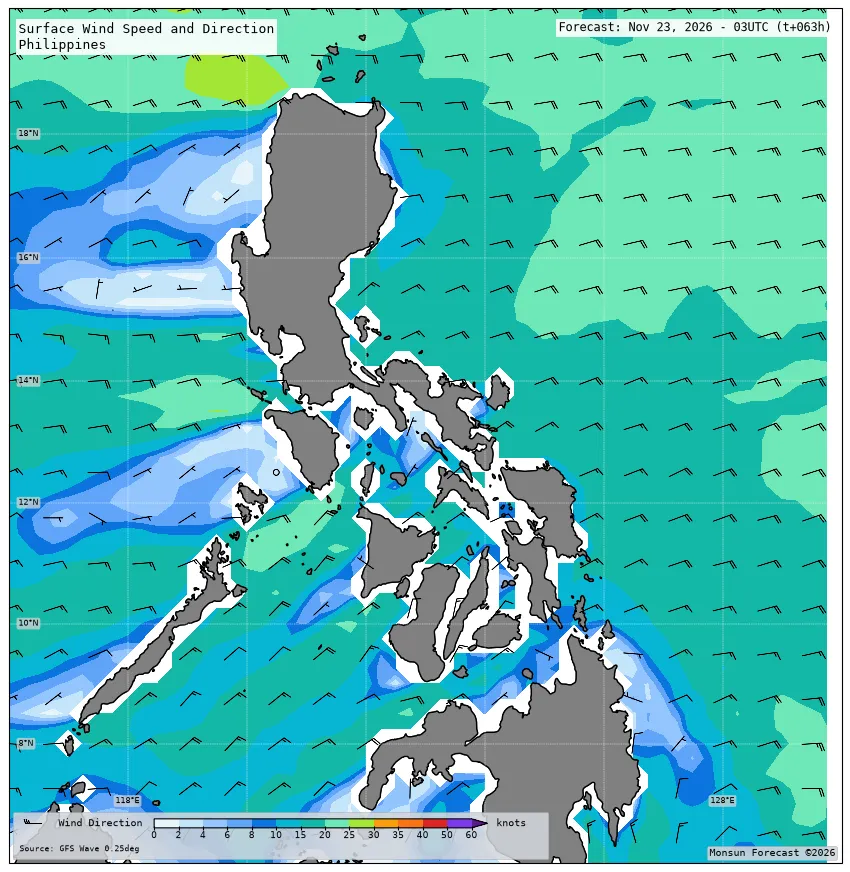 Surface Wind Speed and Direction
Philippines
Forecast: Nov 23, 2026 - 03UTC (t+063h)
18°N
16°N
14°N
12°N
10°N
8°N
118°E
128°E
Wind Direction
0 2 4 6 8 10 15 20 25 30 35 40 50 60
knots
Source: GFS Wave 0.25deg
Monsun Forecast ©2026